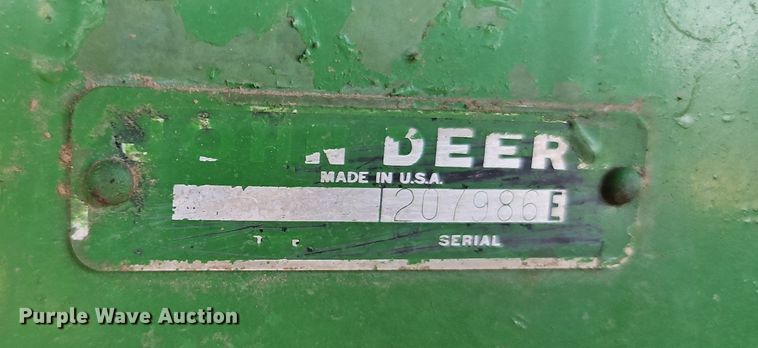 N DEER
MADE IN U.S.A.
207986E
SERIAL
Purple Wave Auction